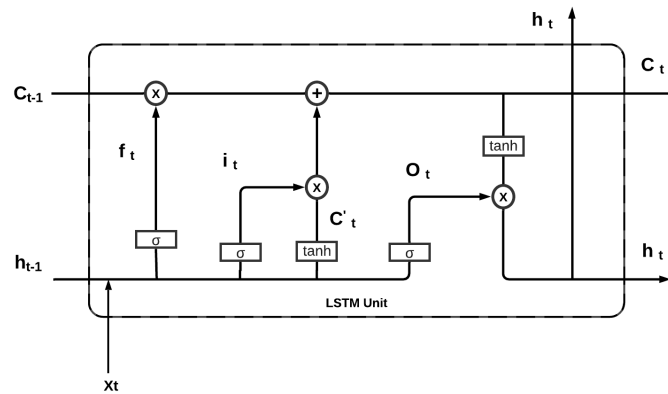 h t
C t
C t-1
x
+
tanh
f t
i t
O t
x
x
C' t
σ
σ
tanh
σ
h t-1
h t
LSTM Unit
Xt